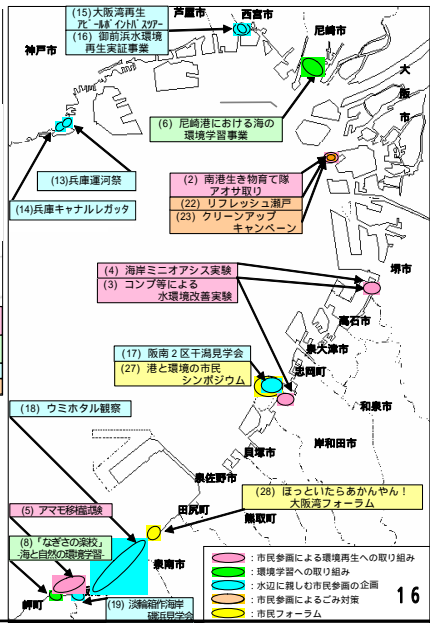 (15)大阪湾再生
アピールポイントバスツアー
(16) 御前浜水環境
再生実証事業
芦屋市
西宮市
尼崎市
神戸市
大阪市
(6) 尼崎港における海の
環境学習事業
(13)兵庫運河祭
(14)兵庫キャナルレガッタ
(2) 南港生き物育て隊
アオサ取り
(22) リフレッシュ瀬戸
(23) クリーンアップ
キャンペーン
堺市
(4) 海岸ミニオアシス実験
(3) コンブ等による
水環境改善実験
高石市
泉大津市
(17) 阪南2区干潟見学会
(27) 港と環境の市民
シンポジウム
忠岡町
和泉市
(18) ウミホタル観察
岸和田市
貝塚市
泉佐野市
(28) ほっといたらあかんやん!
大阪湾フォーラム
田尻町
熊取町
(5) アマモ移植試験
(8)「なぎさの楽校」
-海と自然の環境学習-
泉南市
岬町
(19) 淡輪箱作海岸
磯浜見学会
:市民参画による環境再生への取り組み
:環境学習への取り組み
:水辺に親しむ市民参画の企画
:市民参画によるごみ対策
:市民フォーラム
16